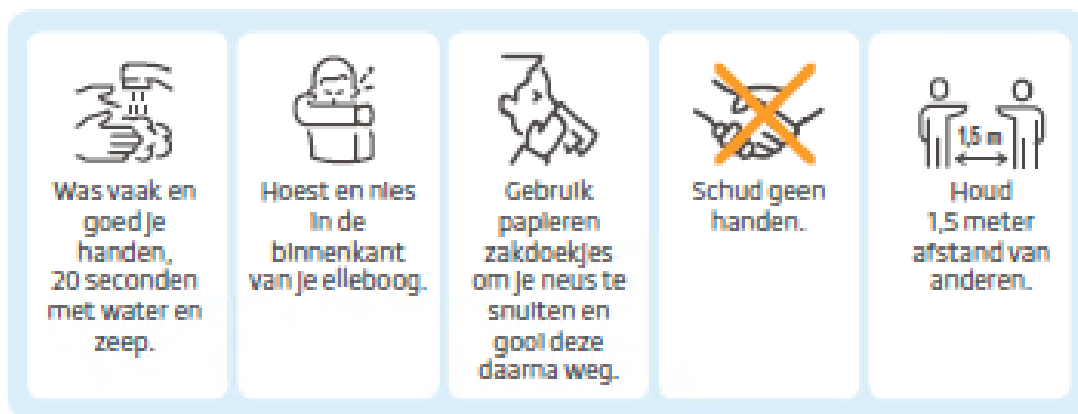 Was vaak en
goed je
handen,
20 seconden
met water en
zeep.
Hoest en nies
in de
binnenkant
van je elleboog.
Gebruik
papieren
zakdoekjes
om je neus te
snuiten en
gooi deze
daarna weg.
Schud geen
handen.
1,5 m
Houd
1,5 meter
afstand van
anderen.